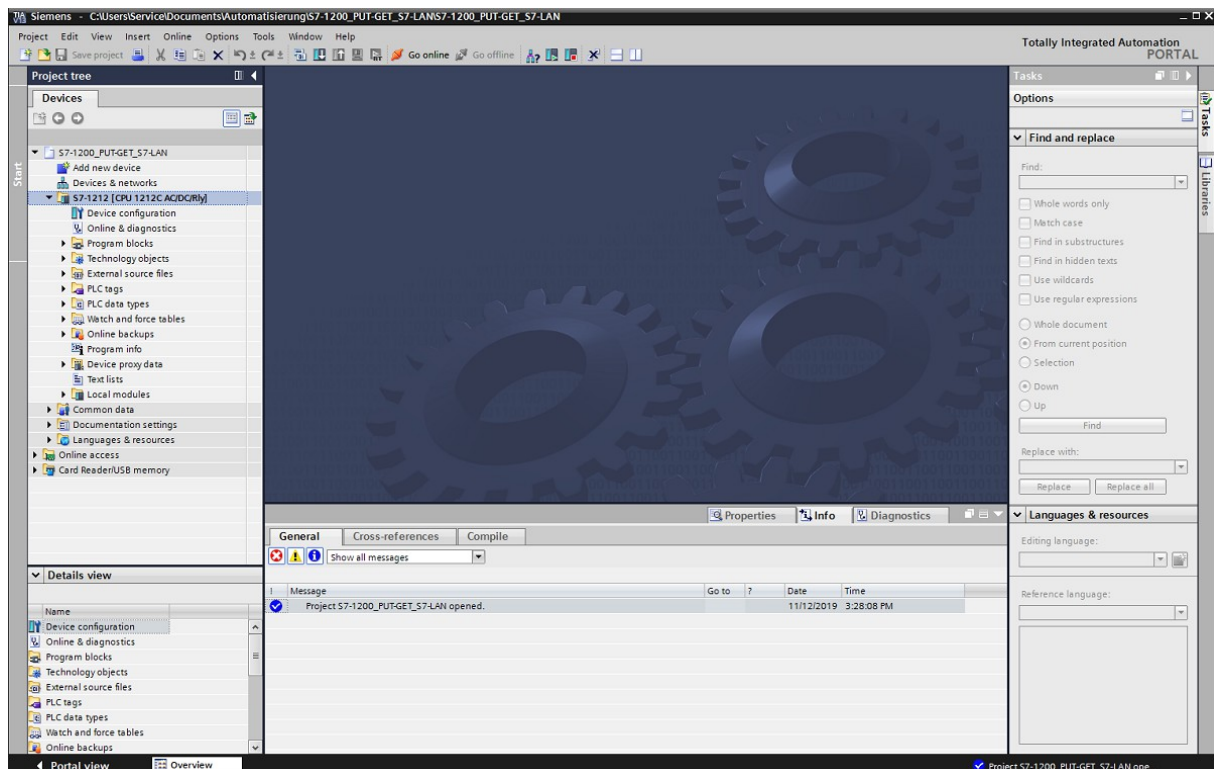 Siemens - C:\Users\Service\Documents\Automatisierung\S7-1200_PUT-GET_S7-LAN\S7-1200_PUT-GET_S7-LAN
Project Edit View Insert Online Options Tools Window Help
Totally Integrated Automation
PORTAL
Save project Go online Go offline
Project tree
Devices
Start
S7-1200_PUT-GET_S7-LAN
Add new device
Devices & networks
S7-1212 [CPU 1212C AC/DC/Rly]
Device configuration
Online & diagnostics
Program blocks
Technology objects
External source files
PLC tags
PLC data types
Watch and force tables
Online backups
Program info
Device proxy data
Text lists
Local modules
Common data
Documentation settings
Languages & resources
Online access
Card Reader/USB memory
Details view
Name
Device configuration
Online & diagnostics
Program blocks
Technology objects
External source files
PLC tags
PLC data types
Watch and force tables
Online backups
Properties Info Diagnostics
General Cross-references Compile
Show all messages
! Message Go to ? Date Time
Project S7-1200_PUT-GET_S7-LAN opened. 11/12/2019 3:28:08 PM
Tasks
Options
Find and replace
Find:
Whole words only
Match case
Find in substructures
Find in hidden texts
Use wildcards
Use regular expressions
Whole document
From current position
Selection
Down
Up
Find
Replace with:
Replace Replace all
Languages & resources
Editing language:
Reference language:
Tasks
Libraries
Portal view Overview
Project S7-1200_PUT-GET_S7-LAN ope